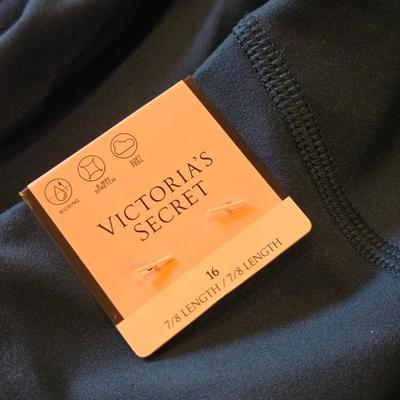 WICKING
4-WAY
STRETCH
SOFT
FEEL
VICTORIA'S
SECRET
16
7/8 LENGTH / 7/8 LENGTH